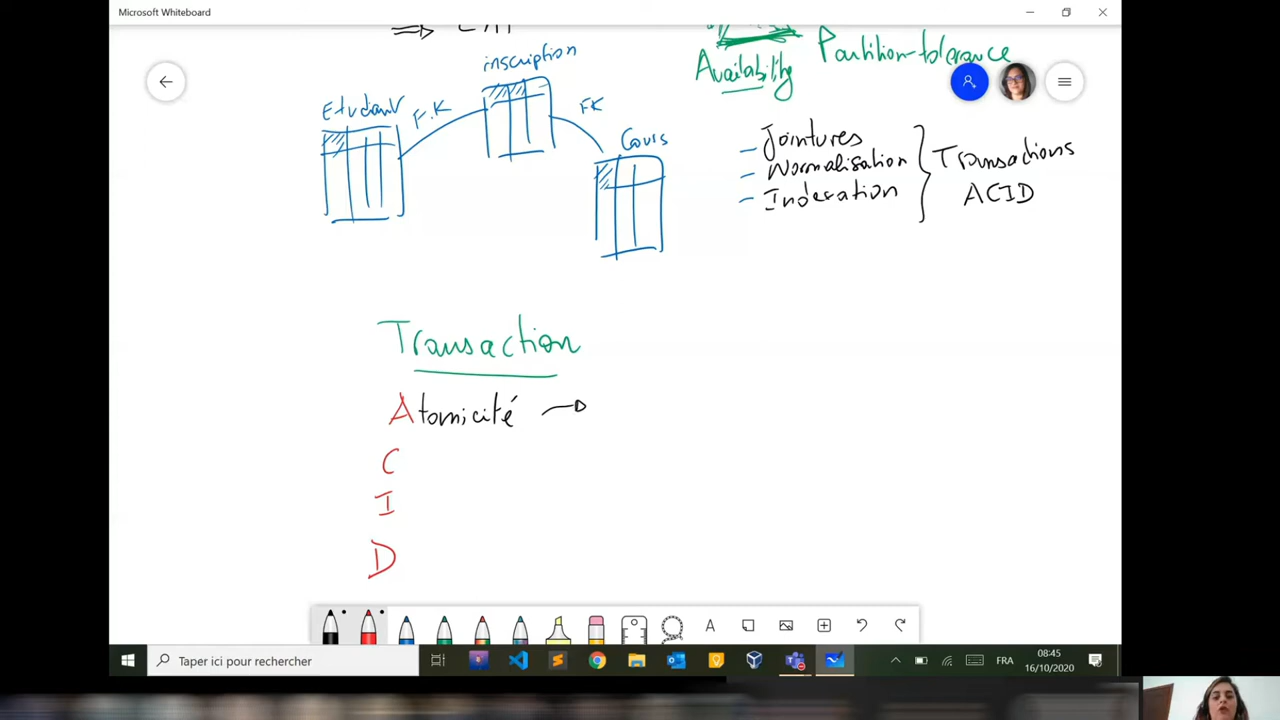 Microsoft Whiteboard
Availability
Partition-tolerance
inscription
Etudiant
F.K
FK
Cours
- Jointures
- Normalisation
- Indexation
Transactions
ACID
Transaction
Atomicité
C
I
D
A
Taper ici pour rechercher
FRA
08:45
16/10/2020